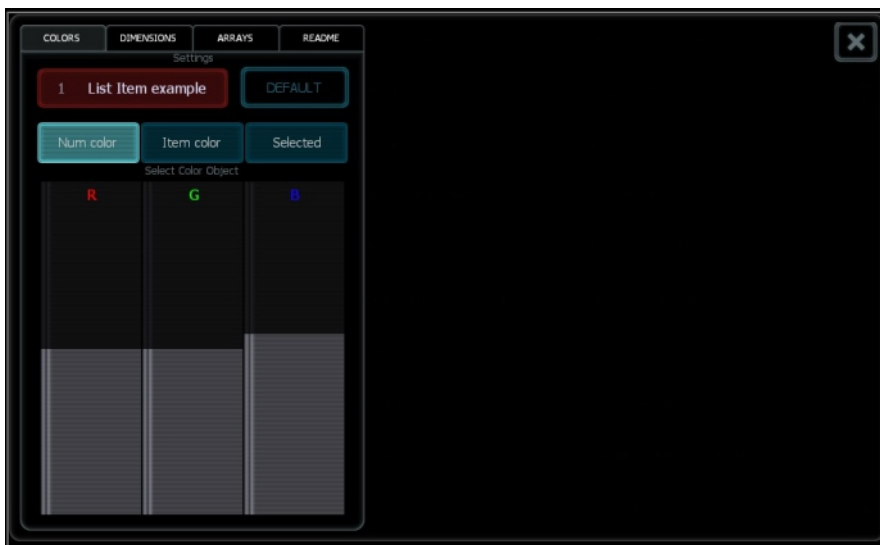 COLORS DIMENSIONS ARRAYS README
Settings
1 List Item example DEFAULT
Num color Item color Selected
Select Color Object
R G B